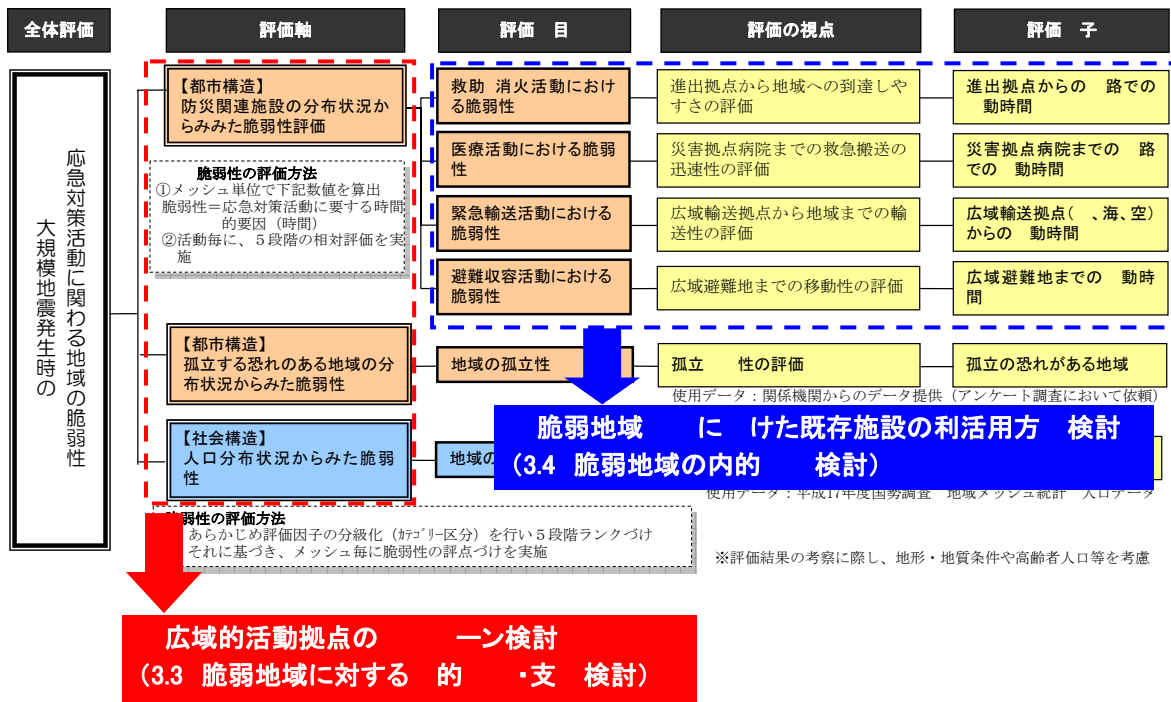 全体評価
評価軸
評価 目
評価の視点
評価 子
大規模地震発生時の
応急対策活動に関わる地域の脆弱性
【都市構造】
防災関連施設の分布状況か
らみみた脆弱性評価
脆弱性の評価方法
①メッシュ単位で下記数値を算出
脆弱性＝応急対策活動に要する時間
的要因（時間）
②活動毎に、５段階の相対評価を実
施
救助 消火活動におけ
る脆弱性
進出拠点から地域への到達しや
すさの評価
進出拠点からの 路での
動時間
医療活動における脆弱
性
災害拠点病院までの救急搬送の
迅速性の評価
災害拠点病院までの 路
での 動時間
緊急輸送活動における
脆弱性
広域輸送拠点から地域までの輸
送性の評価
広域輸送拠点( 、海、空)
からの 動時間
避難収容活動における
脆弱性
広域避難地までの移動性の評価
広域避難地までの 動時
間
【都市構造】
孤立する恐れのある地域の分
布状況からみた脆弱性
地域の孤立性
孤立 性の評価
孤立の恐れがある地域
使用データ：関係機関からのデータ提供（アンケート調査において依頼）
【社会構造】
人口分布状況からみた脆弱
性
地域の
脆弱地域 に けた既存施設の利活用方 検討
（3.4 脆弱地域の内的 検討）
使用データ：平成17年度国勢調査 地域メッシュ統計 人口データ
脆弱性の評価方法
あらかじめ評価因子の分級化（ｶﾃｺﾞﾘｰ区分）を行い５段階ランクづけ
それに基づき、メッシュ毎に脆弱性の評点づけを実施
※評価結果の考察に際し、地形・地質条件や高齢者人口等を考慮
広域的活動拠点の ーン検討
（3.3 脆弱地域に対する 的 ・支 検討）